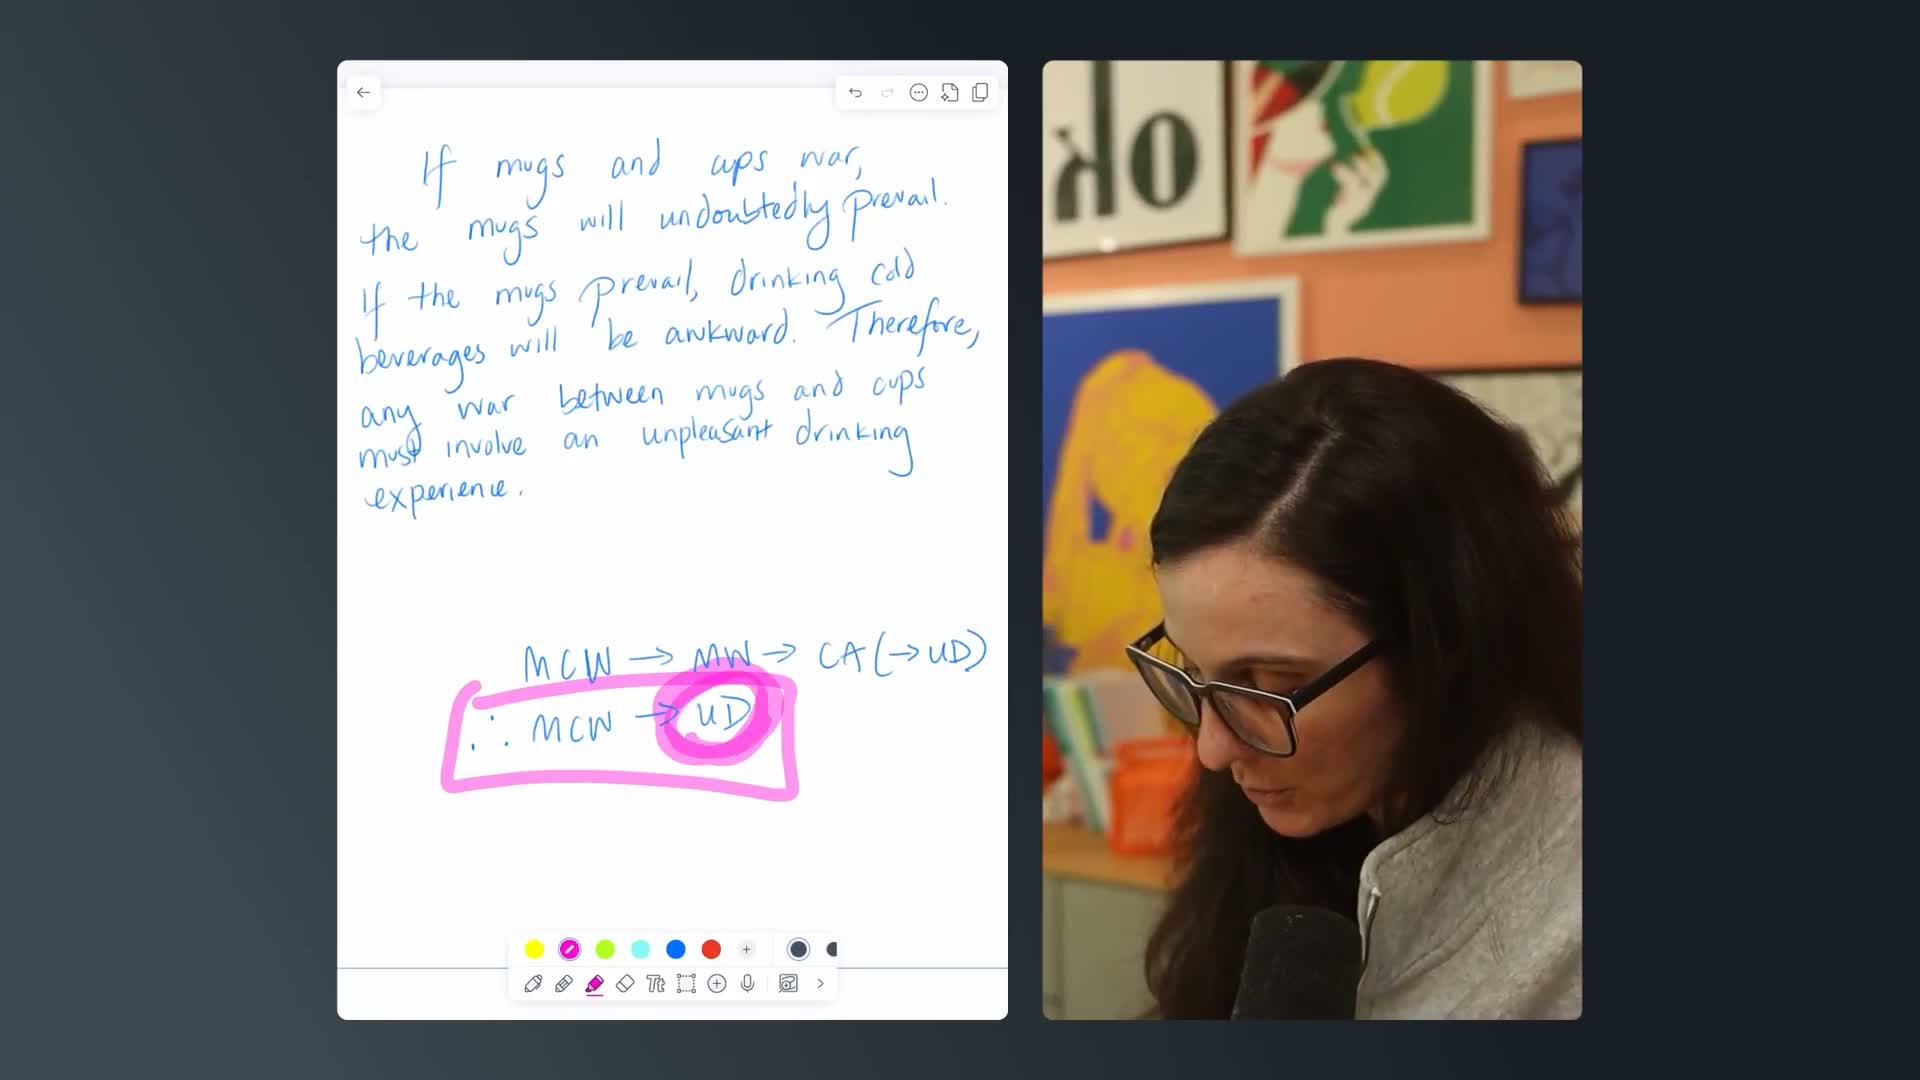 If mugs and cups war,
the mugs will undoubtedly prevail.
If the mugs prevail, drinking cold
beverages will be awkward. Therefore,
any war between mugs and cups
must involve an unpleasant drinking
experience.
MCW → MW → CA (→ UD)
∴ MCW → UD
Tt
ok